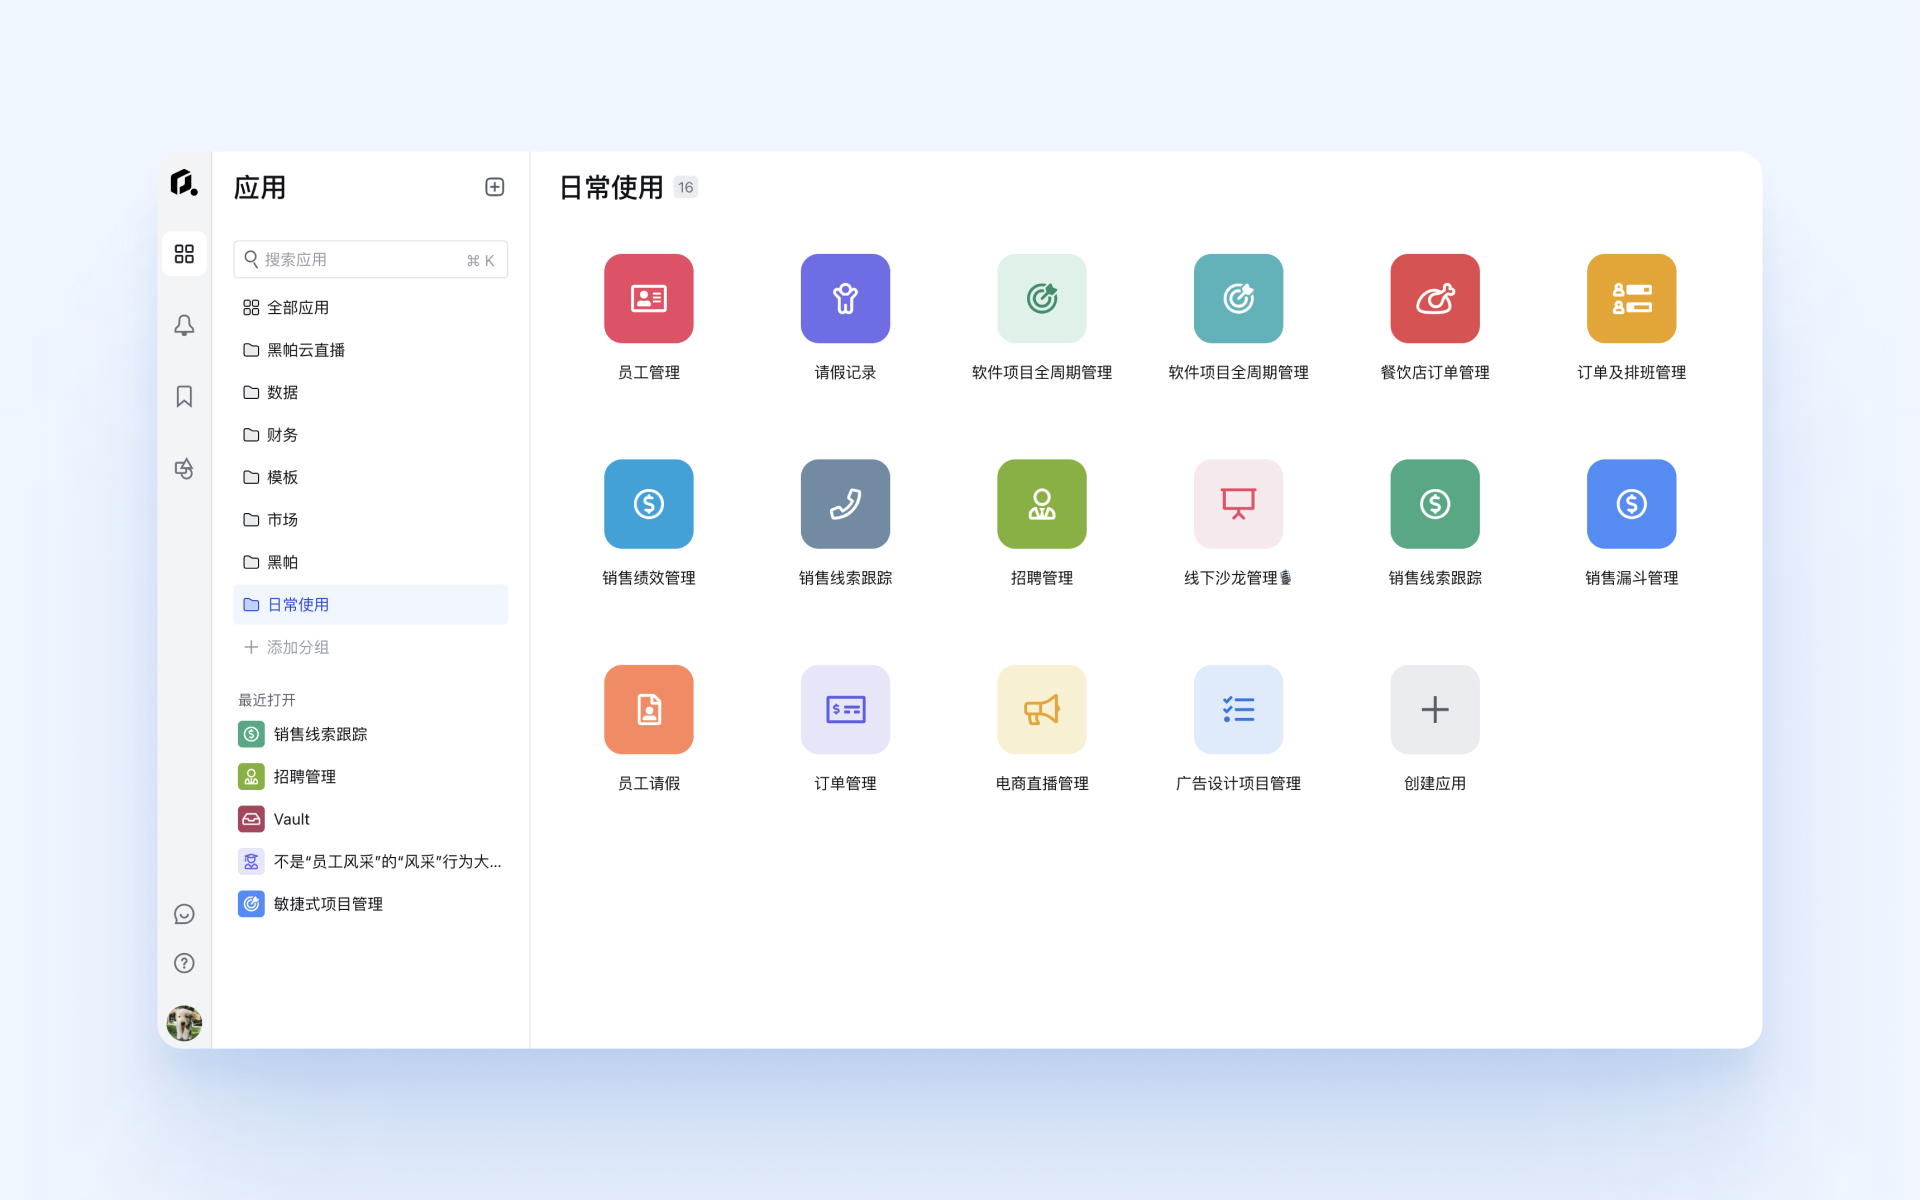 应用
搜索应用 ⌘ K
全部应用
黑帕云直播
数据
财务
模板
市场
黑帕
日常使用
添加分组
最近打开
销售线索跟踪
招聘管理
Vault
不是“员工风采”的“风采”行为大...
敏捷式项目管理
日常使用 16
员工管理
请假记录
软件项目全周期管理
软件项目全周期管理
餐饮店订单管理
订单及排班管理
销售绩效管理
销售线索跟踪
招聘管理
线下沙龙管理🎙️
销售线索跟踪
销售漏斗管理
员工请假
订单管理
电商直播管理
广告设计项目管理
创建应用